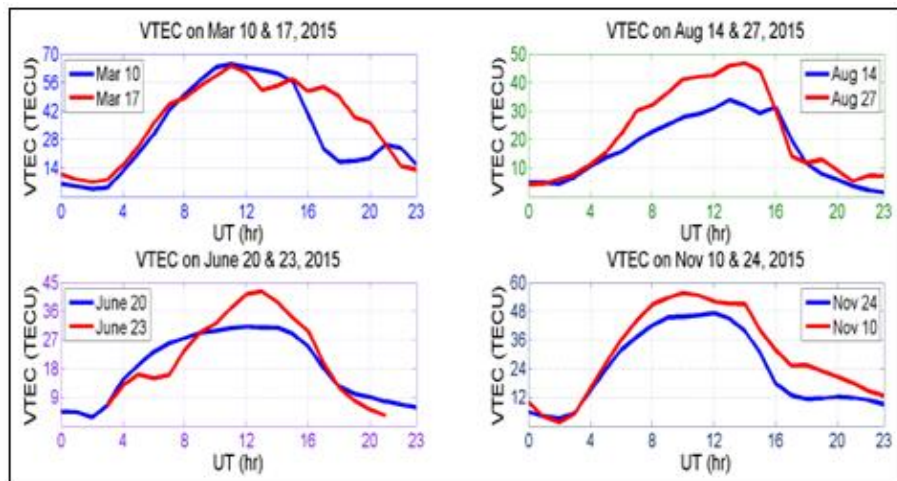 VTEC on Mar 10 & 17, 2015
VTEC (TECU)
70
56
42
28
14
Mar 10
Mar 17
0 4 8 12 16 20 23
UT (hr)
VTEC on Aug 14 & 27, 2015
VTEC (TECU)
50
40
30
20
10
Aug 14
Aug 27
0 4 8 12 16 20 23
UT (hr)
VTEC on June 20 & 23, 2015
VTEC (TECU)
45
36
27
18
9
June 20
June 23
0 4 8 12 16 20 23
UT (hr)
VTEC on Nov 10 & 24, 2015
VTEC (TECU)
60
48
36
24
12
Nov 24
Nov 10
0 4 8 12 16 20 23
UT (hr)